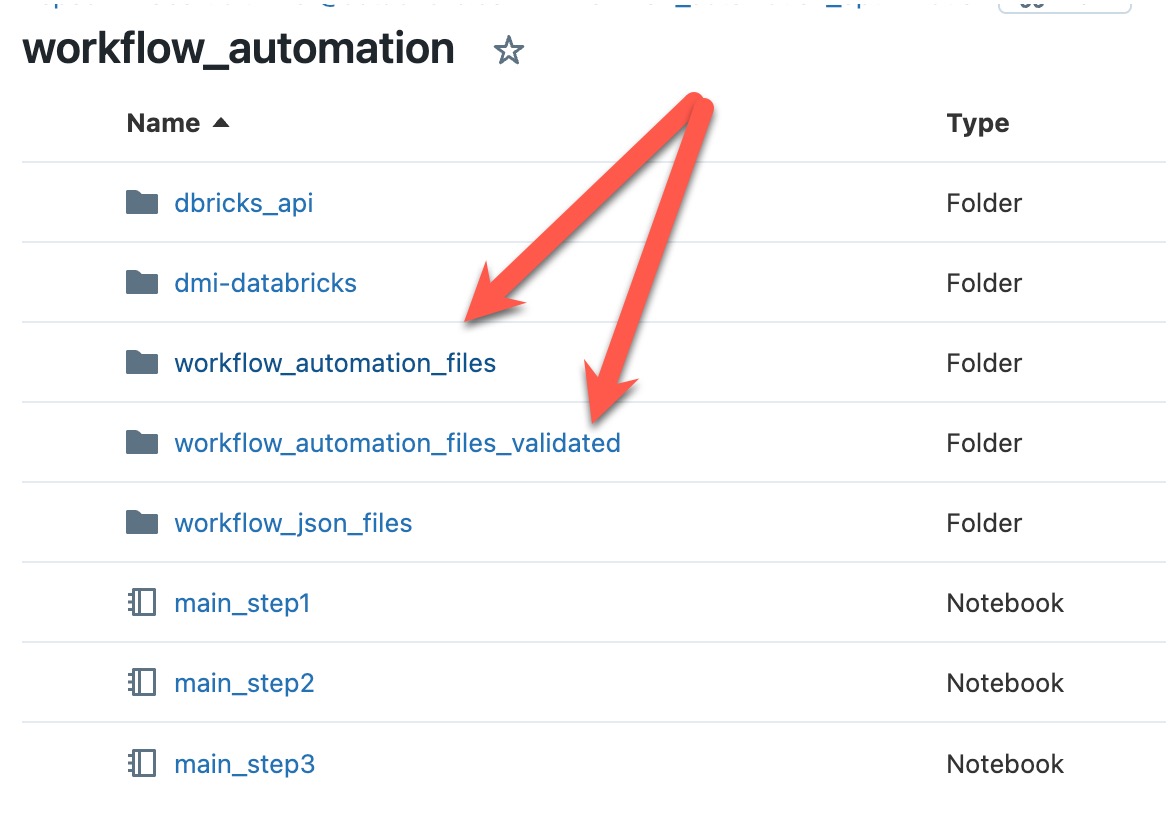 workflow_automation
Name Type
dbricks_api Folder
dmi-databricks Folder
workflow_automation_files Folder
workflow_automation_files_validated Folder
workflow_json_files Folder
main_step1 Notebook
main_step2 Notebook
main_step3 Notebook